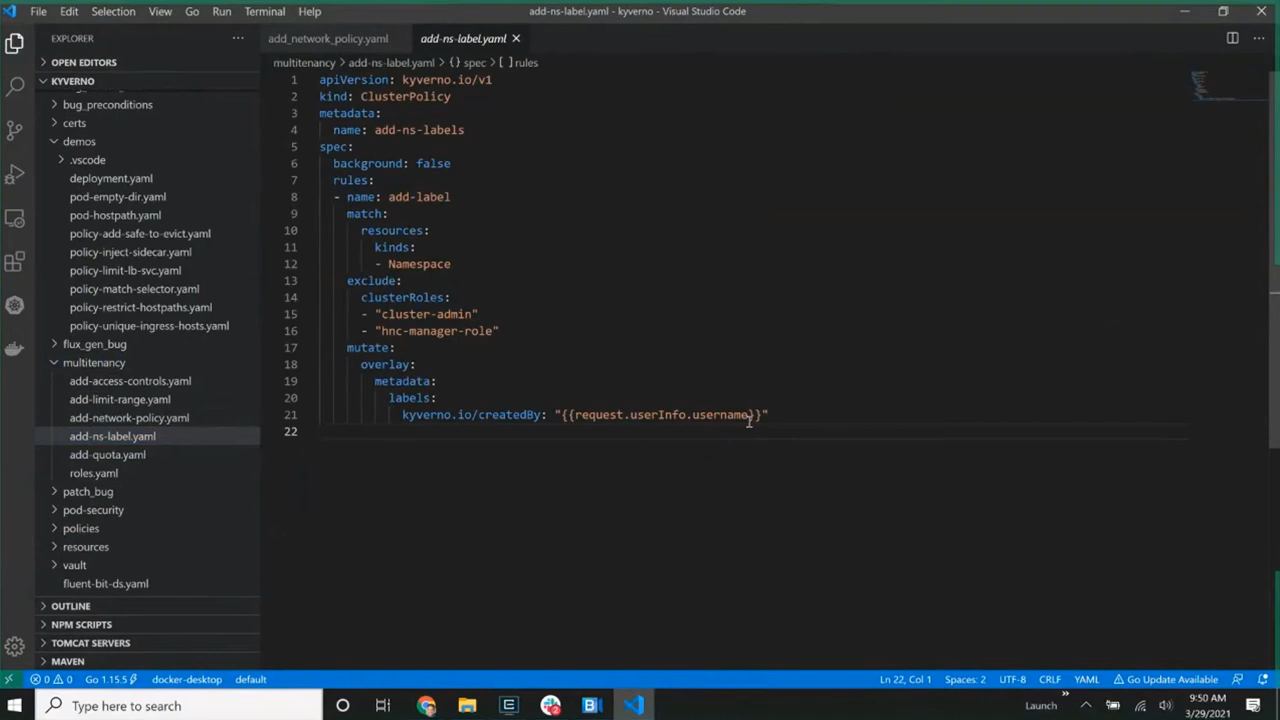 File Edit Selection View Go Run Terminal Help
add-ns-label.yaml - kyverno - Visual Studio Code
EXPLORER
OPEN EDITORS
KYVERNO
bug_preconditions
certs
demos
.vscode
deployment.yaml
pod-empty-dir.yaml
pod-hostpath.yaml
policy-add-safe-to-evict.yaml
policy-inject-sidecar.yaml
policy-limit-lb-svc.yaml
policy-match-selector.yaml
policy-restrict-hostpaths.yaml
policy-unique-ingress-hosts.yaml
flux_gen_bug
multitenancy
add-access-controls.yaml
add-limit-range.yaml
add-network-policy.yaml
add-ns-label.yaml
add-quota.yaml
roles.yaml
patch_bug
pod-security
policies
resources
vault
fluent-bit-ds.yaml
OUTLINE
NPM SCRIPTS
TOMCAT SERVERS
MAVEN
add_network_policy.yaml add-ns-label.yaml
multitenancy > add-ns-label.yaml > {} spec > [ ] rules
1 apiVersion: kyverno.io/v1
2 kind: ClusterPolicy
3 metadata:
4 name: add-ns-labels
5 spec:
6 background: false
7 rules:
8 - name: add-label
9 match:
10 resources:
11 kinds:
12 - Namespace
13 exclude:
14 clusterRoles:
15 - "cluster-admin"
16 - "hnc-manager-role"
17 mutate:
18 overlay:
19 metadata:
20 labels:
21 kyverno.io/createdBy: "{{request.userInfo.username}}"
22
0 0 Go 1.15.5 docker-desktop default Ln 22, Col 1 Spaces: 2 UTF-8 CRLF YAML Go Update Available
Type here to search
Launch
9:50 AM
3/29/2021